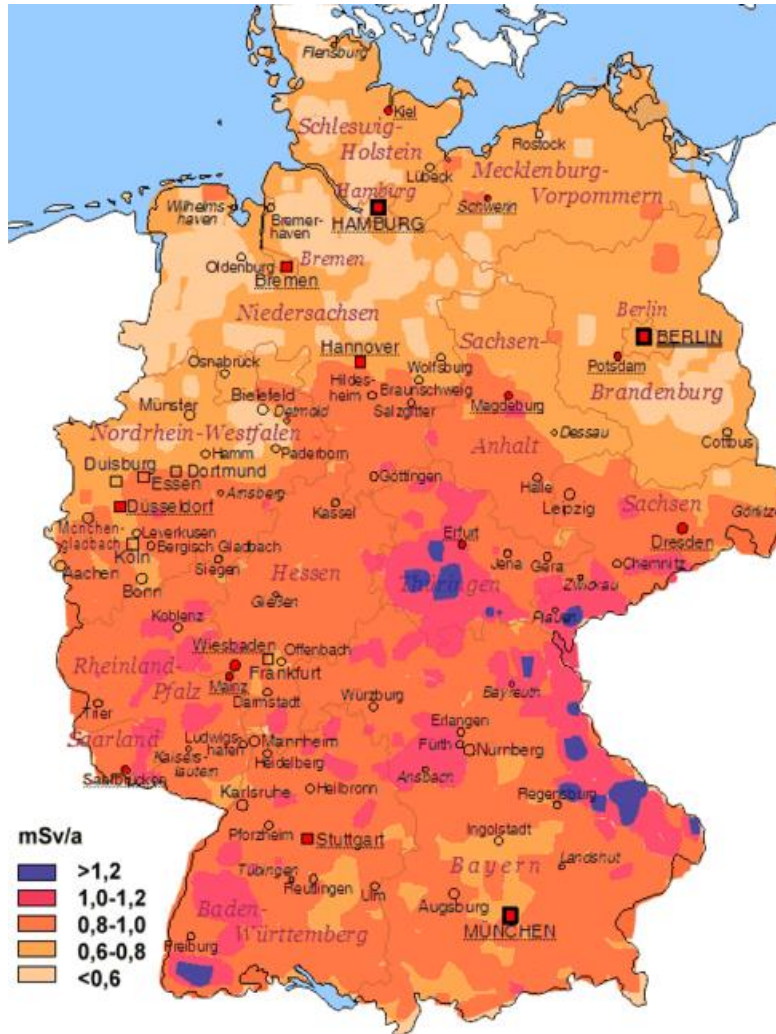 Flensburg
Kiel
Schleswig-
Holstein
Rostock
Lübeck
Mecklenburg-
Vorpommern
Hamburg
HAMBURG
Schwerin
Wilhelms-
haven
Bremer-
haven
Oldenburg
Bremen
Bremen
Niedersachsen
Berlin
BERLIN
Hannover
Sachsen-
Osnabrück
Wolfsburg
Potsdam
Hildes-
heim
Braunschweig
Brandenburg
Bielefeld
Detmold
Salzgitter
Magdeburg
Münster
Nordrhein-Westfalen
Anhalt
Dessau
Cottbus
Hamm
Paderborn
Duisburg
Dortmund
Essen
Göttingen
Halle
Arnsberg
Leipzig
Düsseldorf
Kassel
Sachsen
Görlitz
Mönchen-
gladbach
Leverkusen
Erfurt
Dresden
Köln
Bergisch Gladbach
Jena
Gera
Chemnitz
Aachen
Siegen
Hessen
Thüringen
Zwickau
Bonn
Gießen
Plauen
Koblenz
Wiesbaden
Offenbach
Frankfurt
Rheinland-
Pfalz
Mainz
Bayreuth
Darmstadt
Würzburg
Trier
Erlangen
Saarland
Ludwigs-
hafen
Mannheim
Fürth
Nürnberg
Kaisers-
lautern
Heidelberg
Ansbach
Saarbrücken
Karlsruhe
Heilbronn
Regensburg
Pforzheim
Stuttgart
Ingolstadt
Tübingen
Reutlingen
Ulm
Bayern
Landshut
Augsburg
Baden-
Württemberg
MÜNCHEN
Freiburg
mSv/a
>1,2
1,0-1,2
0,8-1,0
0,6-0,8
<0,6